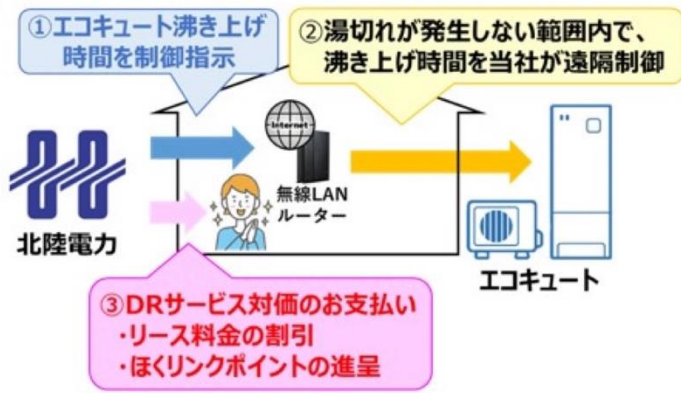 ①エコキュート沸き上げ
時間を制御指示
②湯切れが発生しない範囲内で、
沸き上げ時間を当社が遠隔制御
Internet
無線LAN
ルーター
北陸電力
エコキュート
③DRサービス対価のお支払い
・リース料金の割引
・ほくリンクポイントの進呈